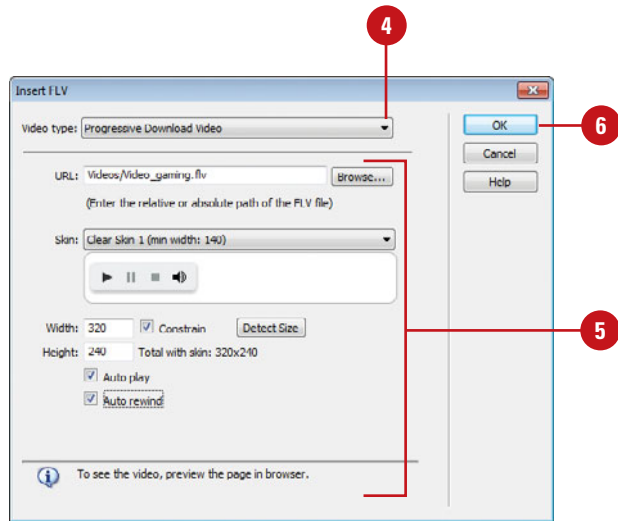 4
Insert FLV
Video type: Progressive Download Video
OK
6
Cancel
URL: Videos/Video_gaming.flv Browse...
Help
(Enter the relative or absolute path of the FLV file)
Skin: Clear Skin 1 (min width: 140)
Width: 320 Constrain Detect Size
5
Height: 240 Total with skin: 320x240
Auto play
Auto rewind
To see the video, preview the page in browser.